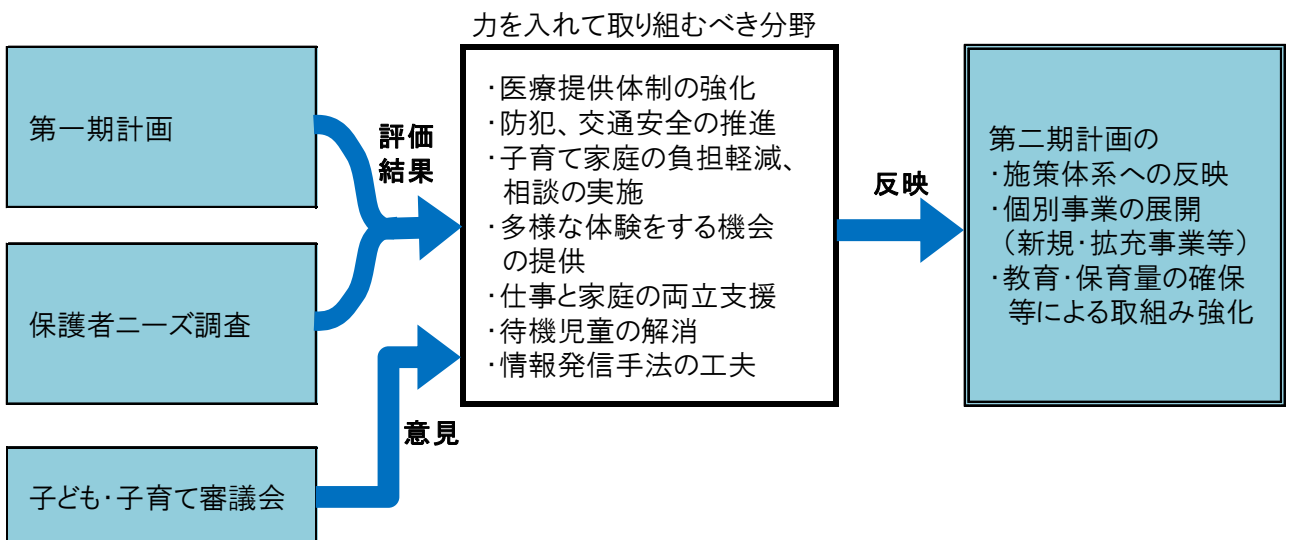 力を入れて取り組むべき分野
第一期計画
保護者ニーズ調査
子ども・子育て審議会
評価
結果
意見
・医療提供体制の強化
・防犯、交通安全の推進
・子育て家庭の負担軽減、
相談の実施
・多様な体験をする機会
の提供
・仕事と家庭の両立支援
・待機児童の解消
・情報発信手法の工夫
反映
第二期計画の
・施策体系への反映
・個別事業の展開
（新規・拡充事業等）
・教育・保育量の確保
等による取組み強化